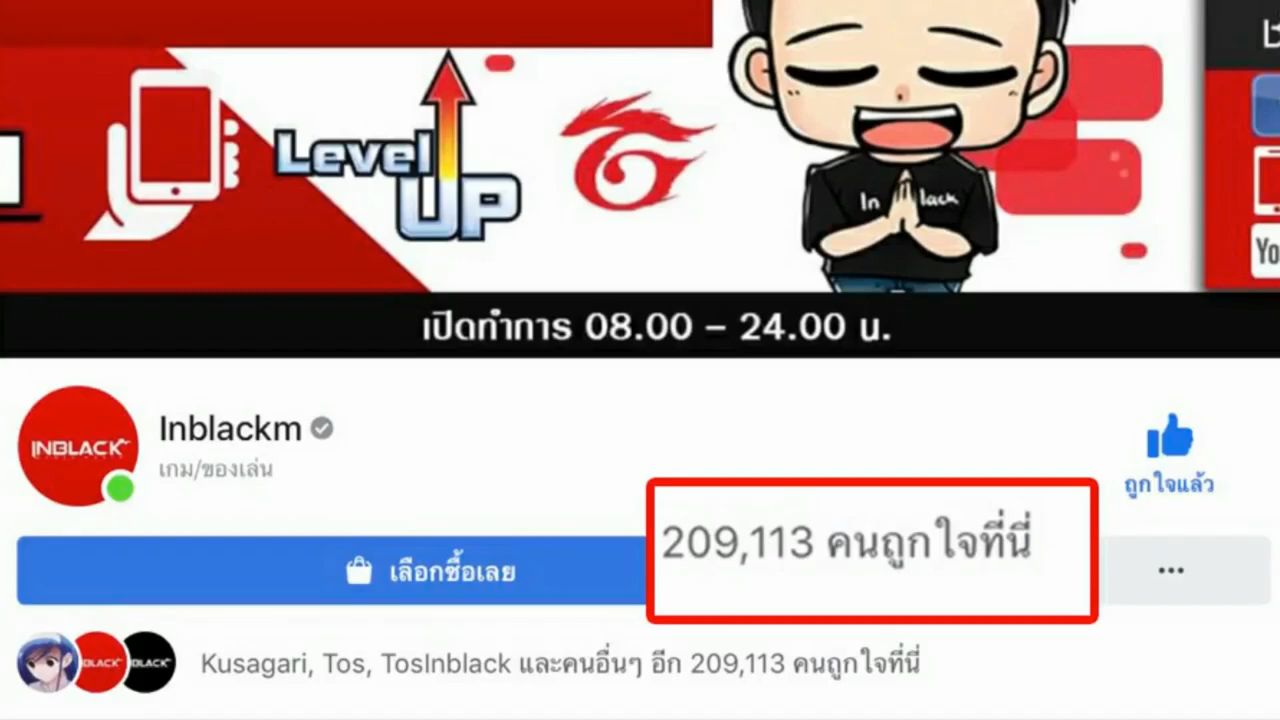 Level
UP
In lack
Yo
เปิดทำการ 08.00 – 24.00 น.
INBLACK
Inblackm
เกม/ของเล่น
ถูกใจแล้ว
209,113 คนถูกใจที่นี่
เลือกซื้อเลย
...
BLACK BLACK
Kusagari, Tos, TosInblack และคนอื่นๆ อีก 209,113 คนถูกใจที่นี่